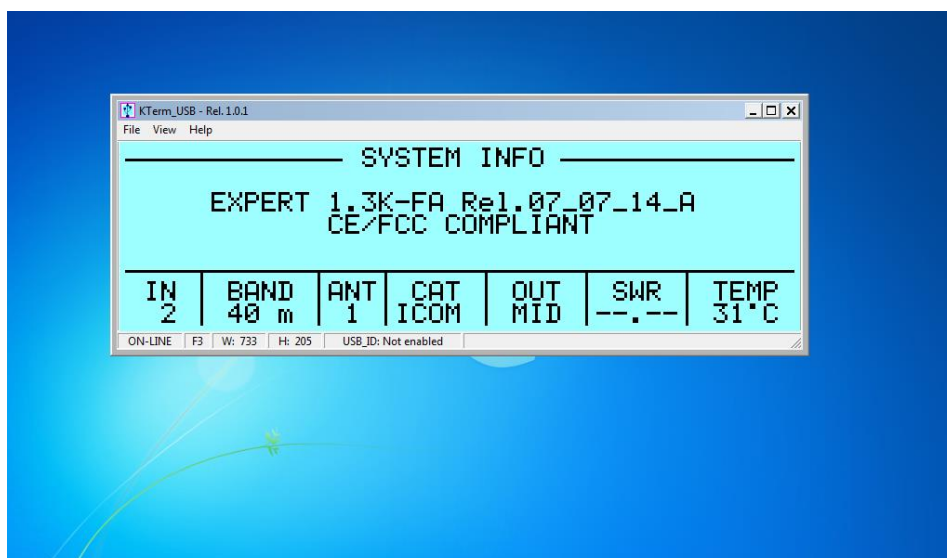 KTerm_USB - Rel. 1.0.1
File View Help
SYSTEM INFO
EXPERT 1.3K-FA Rel.07_07_14_A
CE/FCC COMPLIANT
IN BAND ANT CAT OUT SWR TEMP
2 40 m 1 ICOM MID --.-- 31°C
ON-LINE F3 W: 733 H: 205 USB_ID: Not enabled